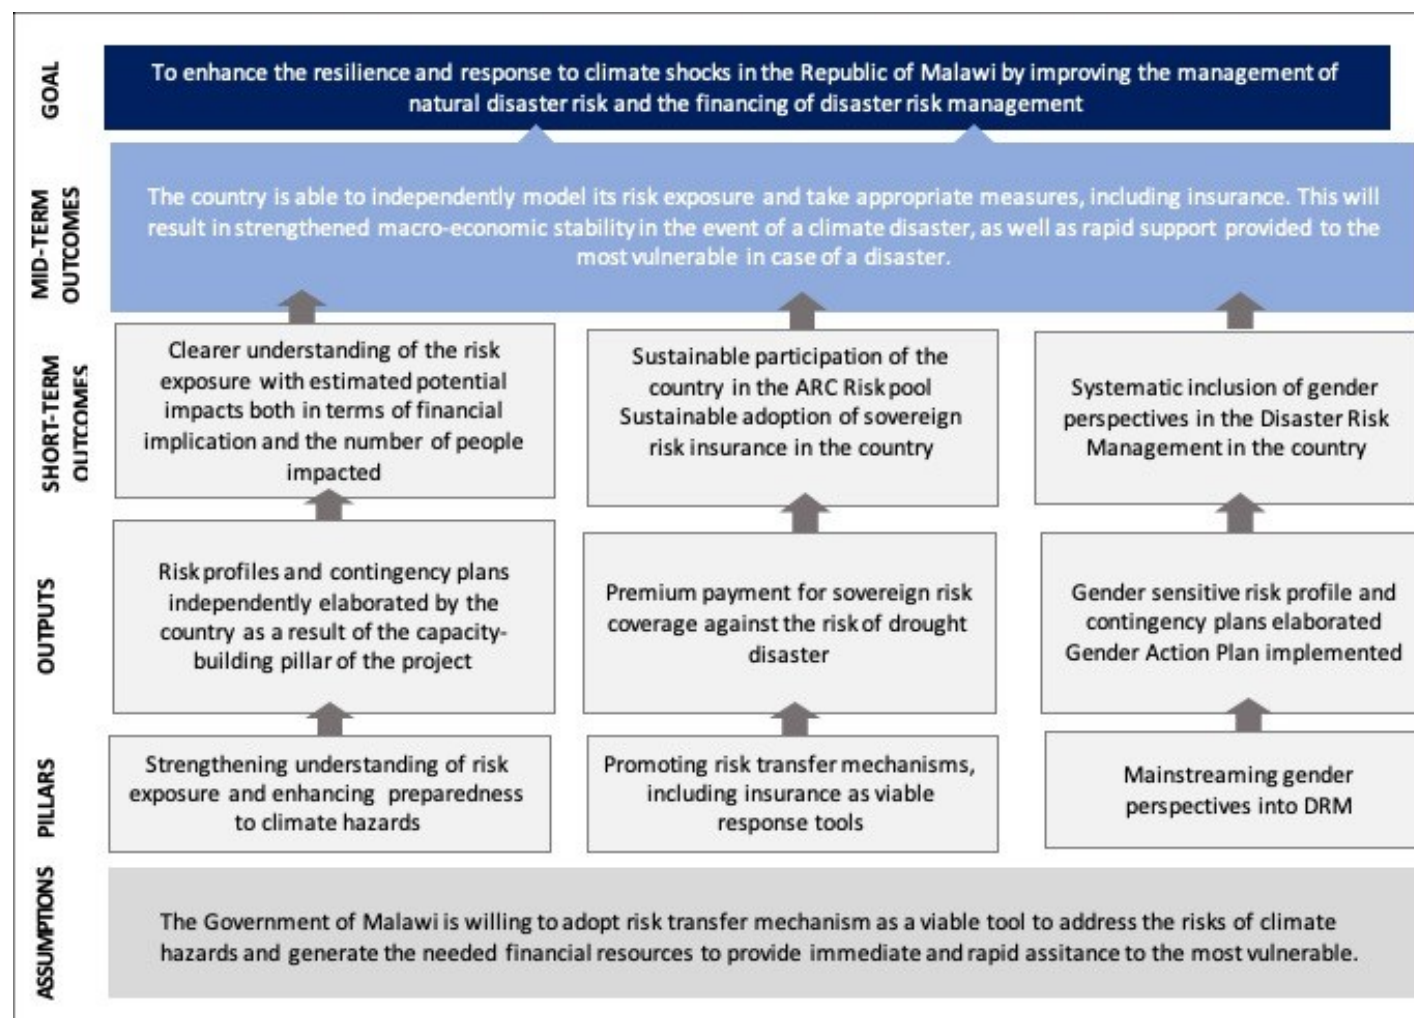 GOAL
To enhance the resilience and response to climate shocks in the Republic of Malawi by improving the management of
natural disaster risk and the financing of disaster risk management
MID-TERM
OUTCOMES
The country is able to independently model its risk exposure and take appropriate measures, including insurance. This will
result in strengthened macro-economic stability in the event of a climate disaster, as well as rapid support provided to the
most vulnerable in case of a disaster.
SHORT-TERM
OUTCOMES
Clearer understanding of the risk
exposure with estimated potential
impacts both in terms of financial
implication and the number of people
impacted
Sustainable participation of the
country in the ARC Risk pool
Sustainable adoption of sovereign
risk insurance in the country
Systematic inclusion of gender
perspectives in the Disaster Risk
Management in the country
OUTPUTS
Risk profiles and contingency plans
independently elaborated by the
country as a result of the capacity-
building pillar of the project
Premium payment for sovereign risk
coverage against the risk of drought
disaster
Gender sensitive risk profile and
contingency plans elaborated
Gender Action Plan implemented
PILLARS
Strengthening understanding of risk
exposure and enhancing preparedness
to climate hazards
Promoting risk transfer mechanisms,
including insurance as viable
response tools
Mainstreaming gender
perspectives into DRM
ASSUMPTIONS
The Government of Malawi is willing to adopt risk transfer mechanism as a viable tool to address the risks of climate
hazards and generate the needed financial resources to provide immediate and rapid assitance to the most vulnerable.